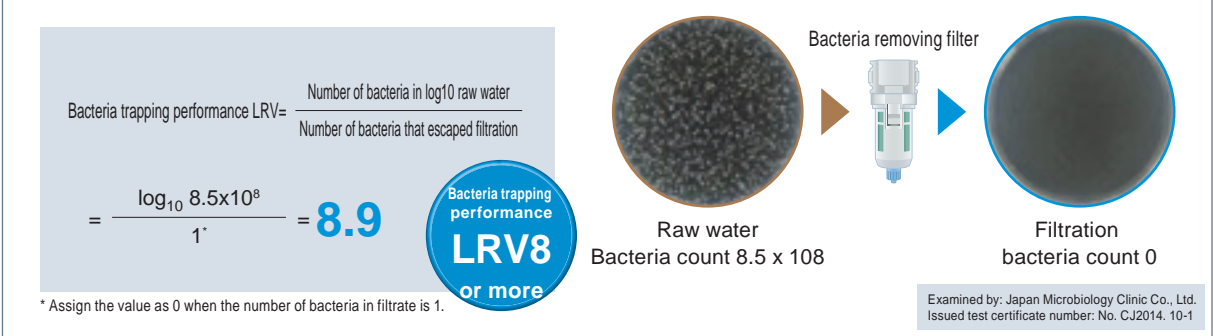 Bacteria trapping performance LRV=
Number of bacteria in log10 raw water
Number of bacteria that escaped filtration
=
log₁₀ 8.5x10⁸
1*
= 8.9
Bacteria trapping
performance
LRV8
or more
* Assign the value as 0 when the number of bacteria in filtrate is 1.
Bacteria removing filter
Raw water
Bacteria count 8.5 x 108
Filtration
bacteria count 0
Examined by: Japan Microbiology Clinic Co., Ltd.
Issued test certificate number: No. CJ2014. 10-1